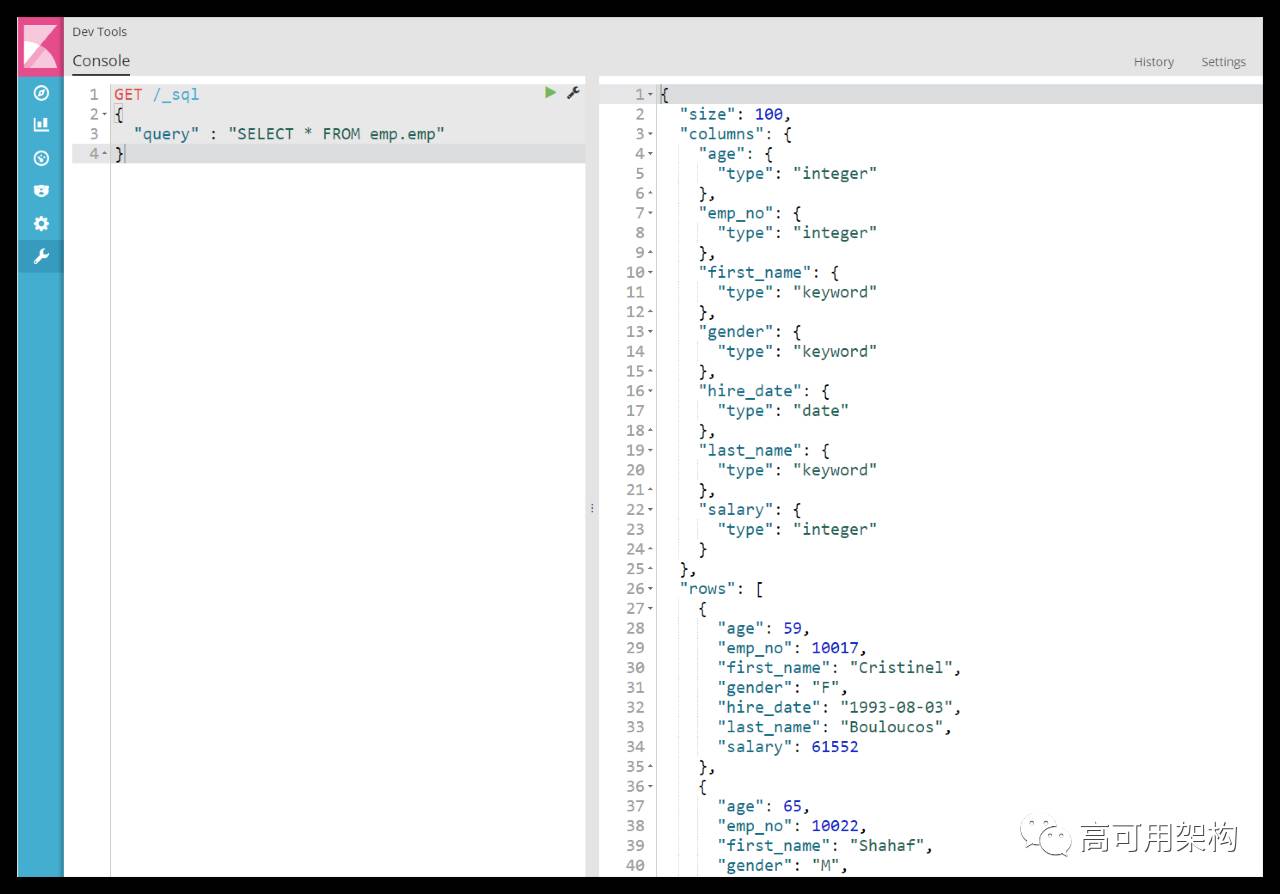 Dev Tools
Console
History
Settings
1 GET /_sql
2 {
3 "query" : "SELECT * FROM emp.emp"
4 }
1 {
2 "size": 100,
3 "columns": {
4 "age": {
5 "type": "integer"
6 },
7 "emp_no": {
8 "type": "integer"
9 },
10 "first_name": {
11 "type": "keyword"
12 },
13 "gender": {
14 "type": "keyword"
15 },
16 "hire_date": {
17 "type": "date"
18 },
19 "last_name": {
20 "type": "keyword"
21 },
22 "salary": {
23 "type": "integer"
24 }
25 },
26 "rows": [
27 {
28 "age": 59,
29 "emp_no": 10017,
30 "first_name": "Cristinel",
31 "gender": "F",
32 "hire_date": "1993-08-03",
33 "last_name": "Bouloucos",
34 "salary": 61552
35 },
36 {
37 "age": 65,
38 "emp_no": 10022,
39 "first_name": "Shahaf",
40 "gender": "M",
高可用架构